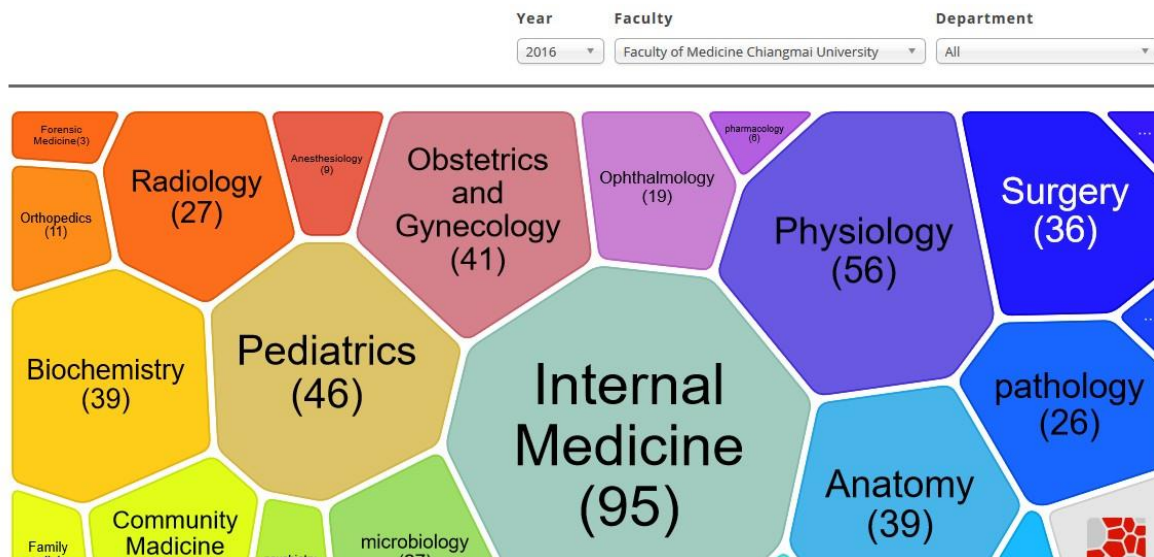 Year Faculty Department
2016 Faculty of Medicine Chiangmai University All
Forensic
Medicine(3)
Radiology
(27)
Anesthesiology
(9)
Obstetrics
and
Gynecology
(41)
Ophthalmology
(19)
pharmacology
(6)
Physiology
(56)
Surgery
(36)
...
Orthopedics
(11)
Biochemistry
(39)
Pediatrics
(46)
Internal
Medicine
(95)
pathology
(26)
...
Anatomy
(39)
Family
Community
Madicine
microbiology